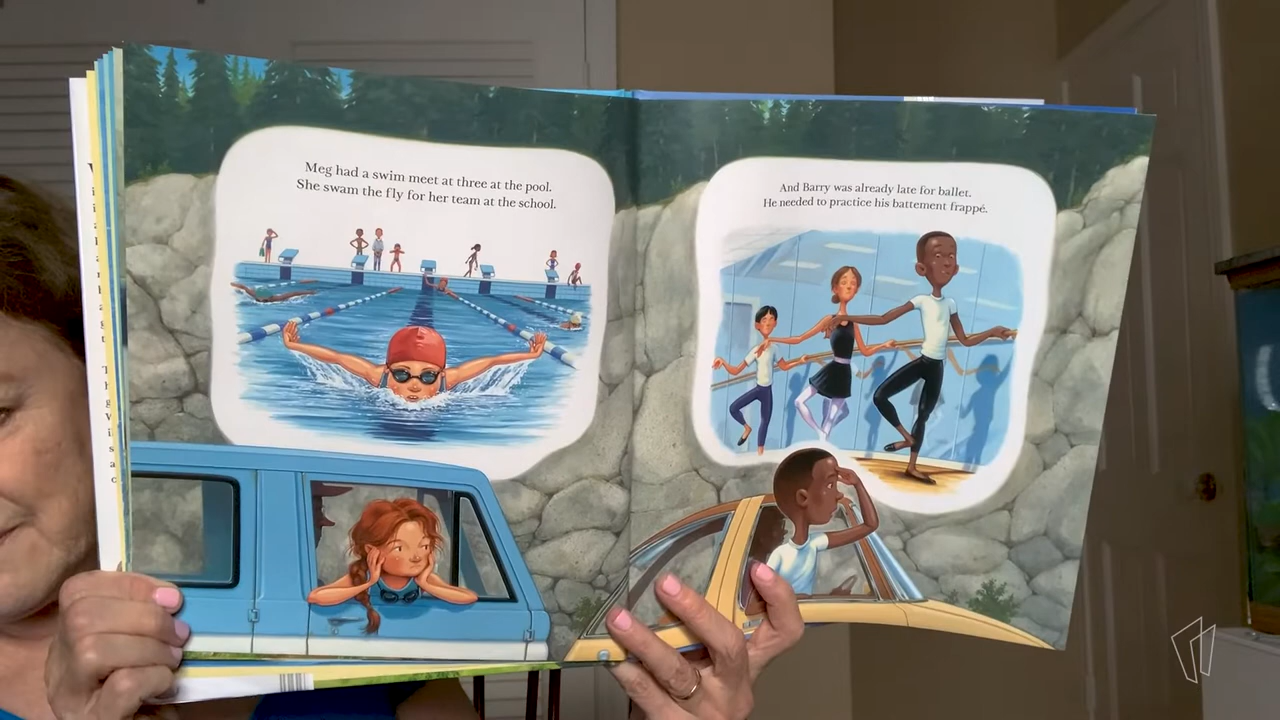 Meg had a swim meet at three at the pool.
She swam the fly for her team at the school.
And Barry was already late for ballet.
He needed to practice his battement frappé.